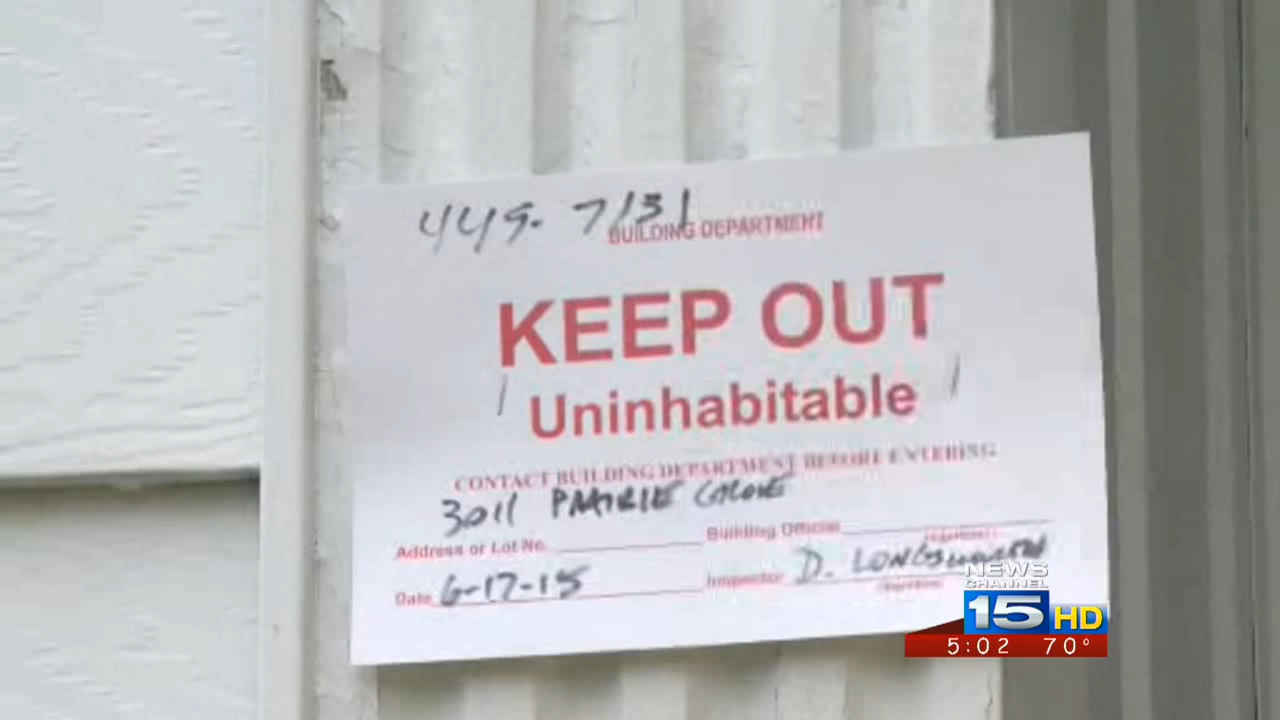 449-7131
BUILDING DEPARTMENT
KEEP OUT
Uninhabitable
CONTACT BUILDING DEPARTMENT BEFORE ENTERING
3011 PRAIRIE GROVE
Address or Lot No. Building Official
Date 6-17-15 Inspector D. LONGSWORTH
NEWS
CHANNEL
15 HD
5:02 70°